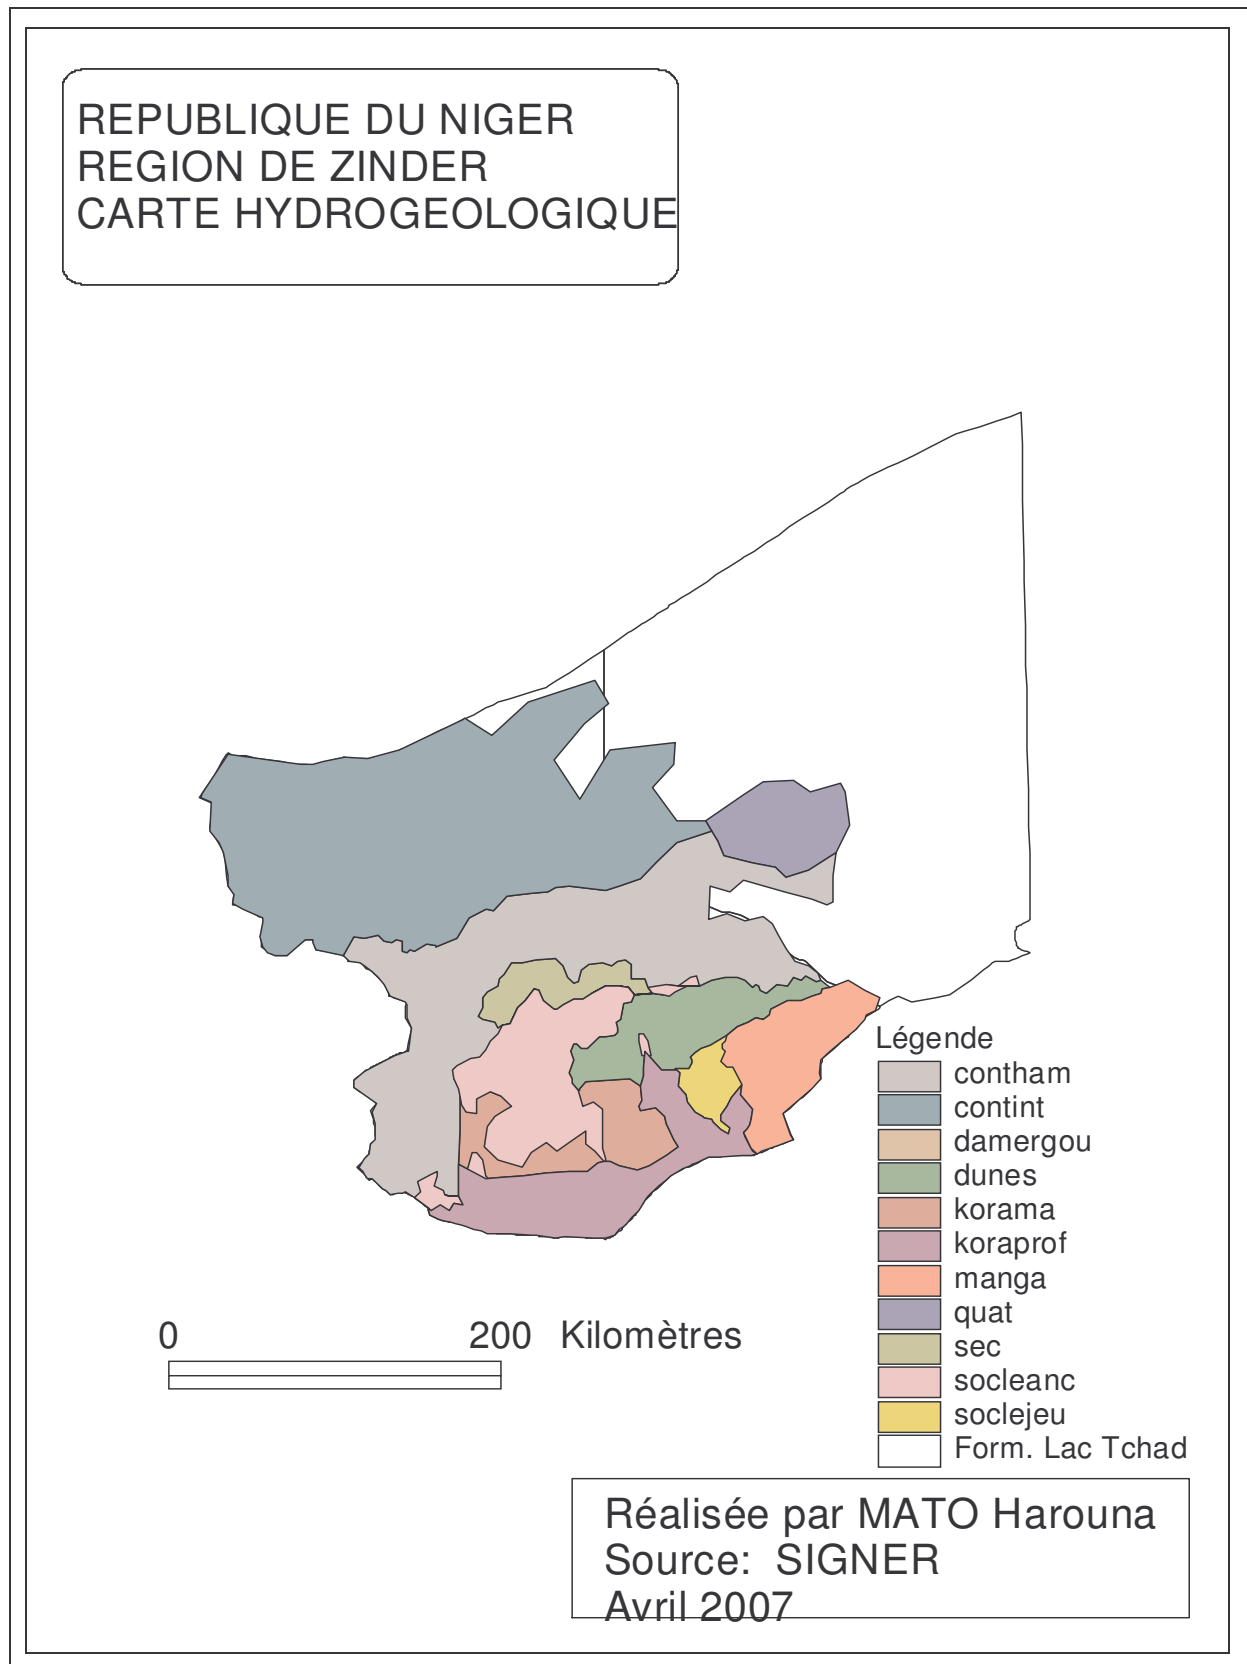 REPUBLIQUE DU NIGER
REGION DE ZINDER
CARTE HYDROGEOLOGIQUE
Légende
contham
contint
damergou
dunes
korama
koraprof
manga
quat
sec
socleanc
soclejeu
Form. Lac Tchad
0 200 Kilomètres
Réalisée par MATO Harouna
Source: SIGNER
Avril 2007